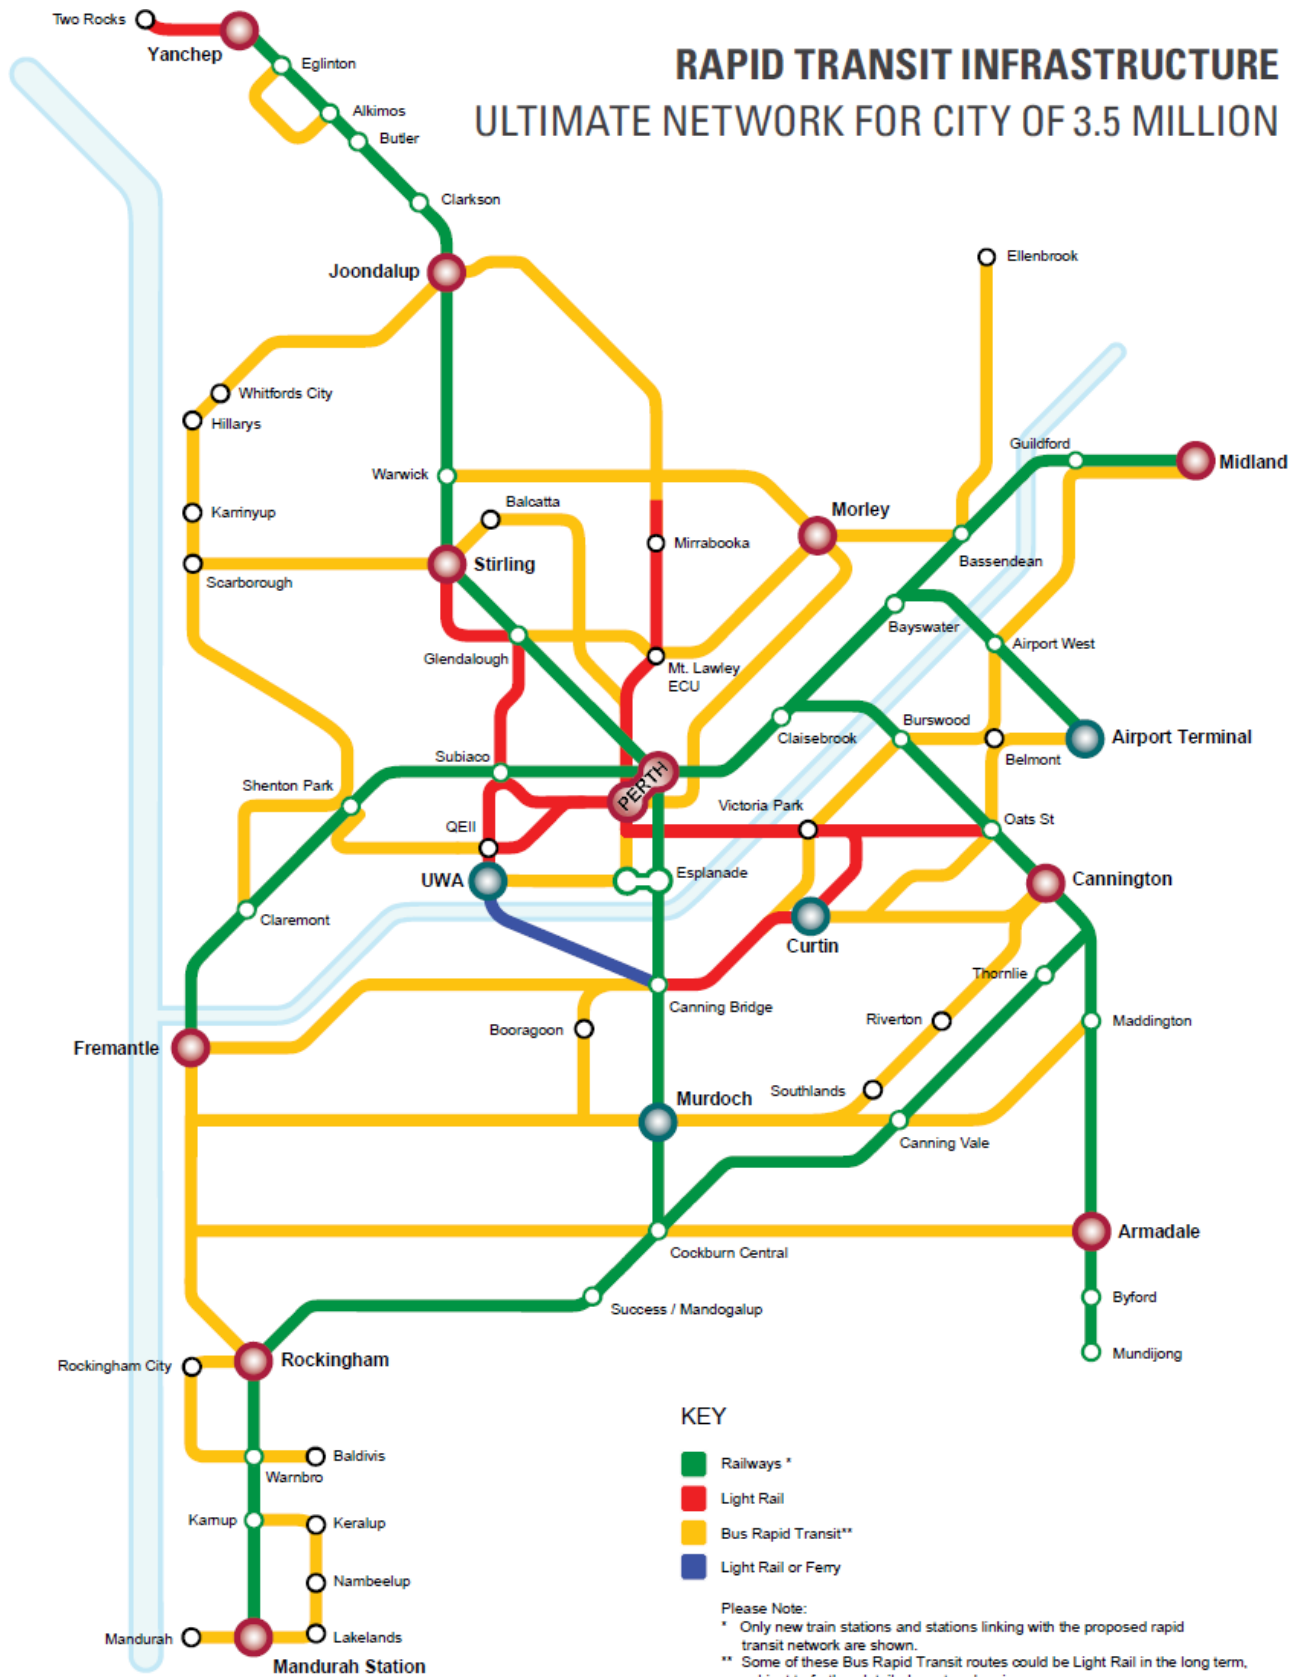 Two Rocks
Yanchep
RAPID TRANSIT INFRASTRUCTURE
ULTIMATE NETWORK FOR CITY OF 3.5 MILLION
Eglinton
Alkimos
Butler
Clarkson
Joondalup
Ellenbrook
Whitfords City
Hillarys
Guildford
Midland
Warwick
Balcatta
Morley
Karrinyup
Mirrabooka
Stirling
Bassendean
Scarborough
Bayswater
Airport West
Glendalough
Mt. Lawley
ECU
Burswood
Claisebrook
Airport Terminal
Subiaco
Belmont
PERTH
Shenton Park
Victoria Park
Oats St
QEII
Esplanade
UWA
Cannington
Claremont
Curtin
Thornlie
Canning Bridge
Riverton
Maddington
Booragoon
Fremantle
Southlands
Murdoch
Canning Vale
Armadale
Cockburn Central
Byford
Success / Mandogalup
Mundijong
Rockingham
Rockingham City
KEY
Baldivis
Railways *
Warnbro
Light Rail
Karnup
Keralup
Bus Rapid Transit**
Light Rail or Ferry
Nambeelup
Please Note:
* Only new train stations and stations linking with the proposed rapid
transit network are shown.
Mandurah
Lakelands
Mandurah Station
** Some of these Bus Rapid Transit routes could be Light Rail in the long term,